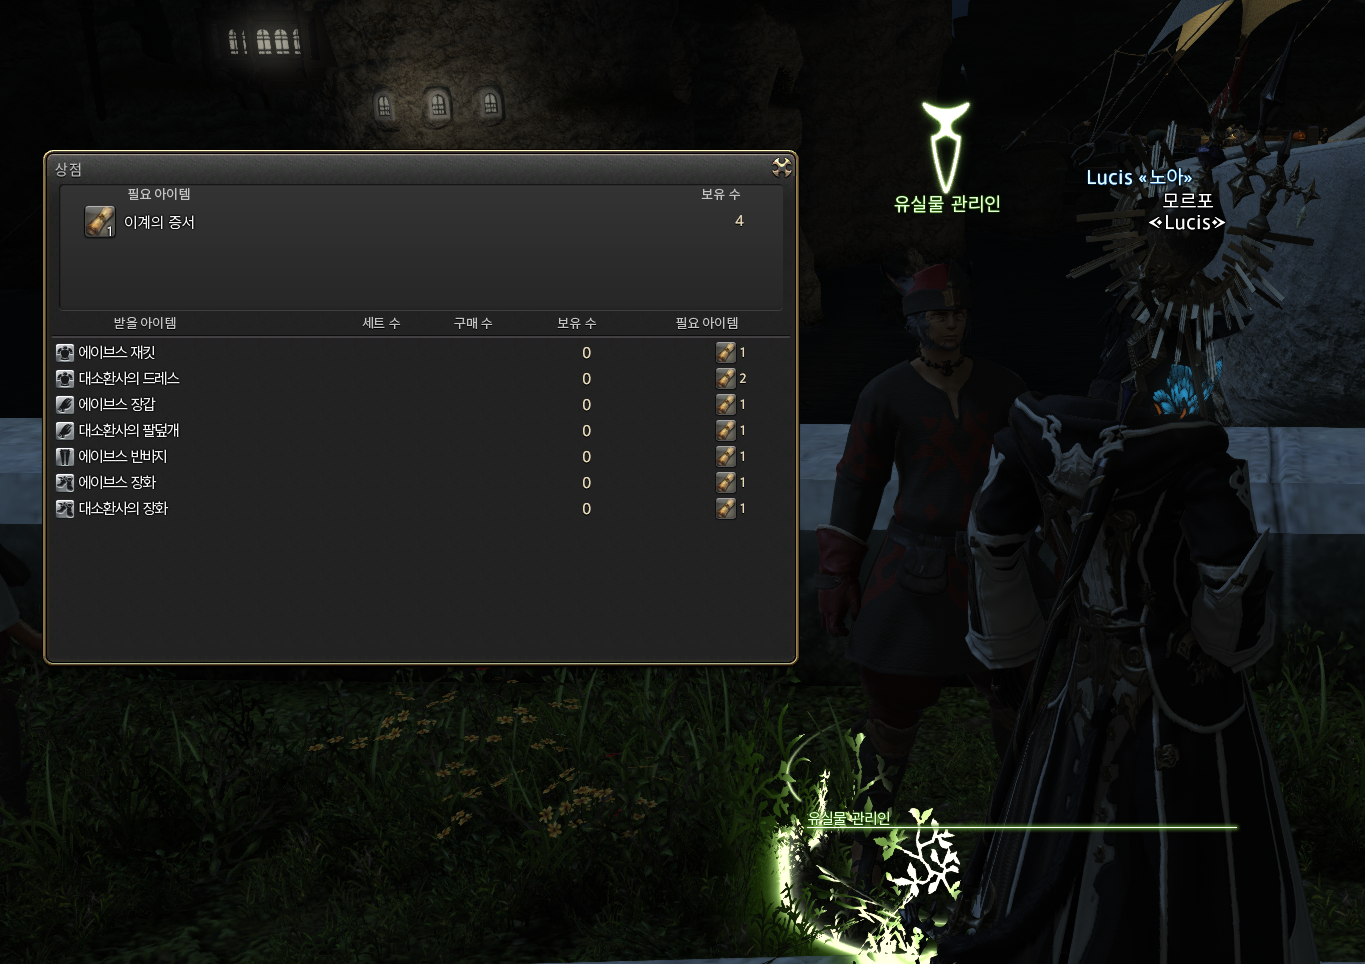 상점
필요 아이템 보유 수
1 이계의 증서 4
받을 아이템 세트 수 구매 수 보유 수 필요 아이템
에이브스 재킷 0 1
대소환사의 드레스 0 2
에이브스 장갑 0 1
대소환사의 팔덮개 0 1
에이브스 반바지 0 1
에이브스 장화 0 1
대소환사의 장화 0 1
유실물 관리인
Lucis «노아»
모르포
Lucis
유실물 관리인